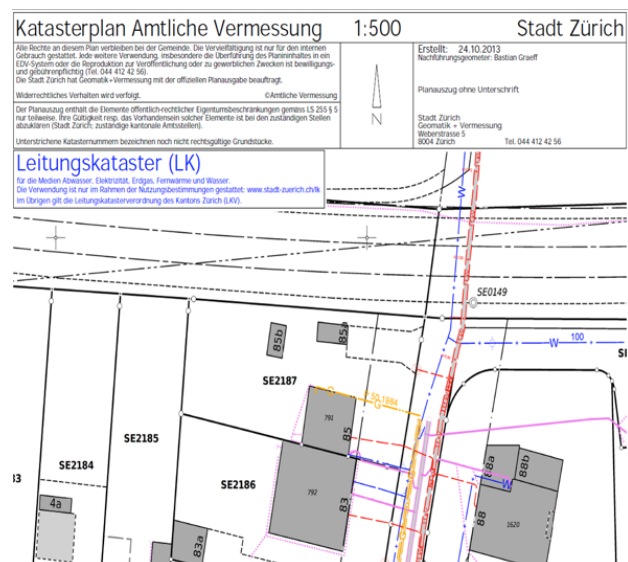 Katasterplan Amtliche Vermessung 1:500 Stadt Zürich
Alle Rechte an diesem Plan verbleiben bei der Gemeinde. Die Vervielfältigung ist nur für den internen
Gebrauch gestattet. Jede weitere Verwendung, insbesondere die Überführung des Planinhaltes in ein
EDV-System oder die Reproduktion zur Veröffentlichung oder zu gewerblichen Zwecken ist bewilligungs-
und gebührenpflichtig (Tel. 044 412 42 56).
Die Stadt Zürich hat Geomatik+Vermessung mit der offiziellen Planausgabe beauftragt.
Widerrechtliches Verhalten wird verfolgt. ©Amtliche Vermessung
Der Planauszug enthält die Elemente öffentlich-rechtlicher Eigentumsbeschränkungen gemäss LS 255 § 5
nur teilweise. Ihre Gültigkeit resp. das Vorhandensein solcher Elemente ist bei den zuständigen Stellen
abzuklären (Stadt Zürich; zuständige kantonale Amtsstellen).
Unterstrichene Katasternummern bezeichnen noch nicht rechtsgültige Grundstücke.
N
Erstellt: 24.10.2013
Nachführungsgeometer: Bastian Graeff
Planauszug ohne Unterschrift
Stadt Zürich
Geomatik + Vermessung
Weberstrasse 5
8004 Zürich Tel. 044 412 42 56
Leitungskataster (LK)
für die Medien Abwasser, Elektrizität, Erdgas, Fernwärme und Wasser.
Die Verwendung ist nur im Rahmen der Nutzungsbestimmungen gestattet: www.stadt-zuerich.ch/lk
Im Übrigen gilt die Leitungskatasterverordnung des Kantons Zürich (LKV).
W
SE0149
85b
85a
W
100
SE2187
50.1984
G
G
791
85
SE2185
SE2184
SE2186
792
83
88a
88b
W
88
1620
4a
83a